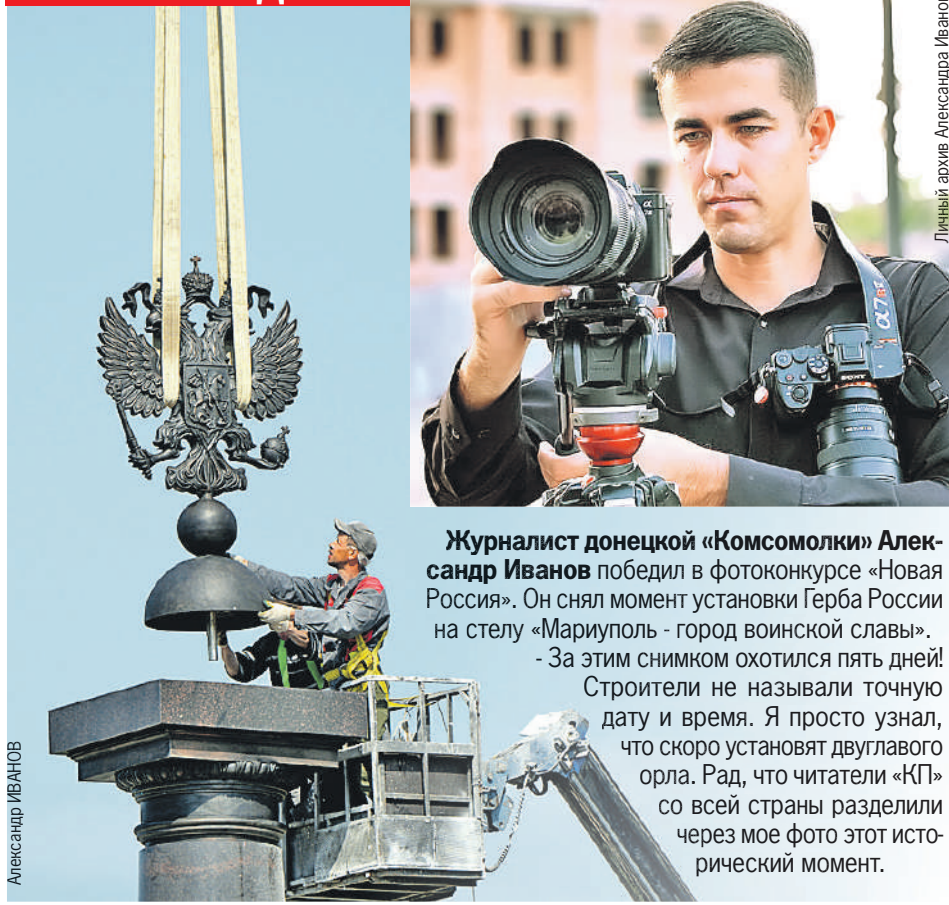 Личный архив Александра Иванова
Журналист донецкой «Комсомолки» Алек-
сандр Иванов победил в фотоконкурсе «Новая
Россия». Он снял момент установки Герба России
на стелу «Мариуполь - город воинской славы».
- За этим снимком охотился пять дней!
Строители не называли точную
дату и время. Я просто узнал,
что скоро установят двуглавого
орла. Рад, что читатели «КП»
со всей страны разделили
через мое фото этот исто-
рический момент.
Александр ИВАНОВ
SONY